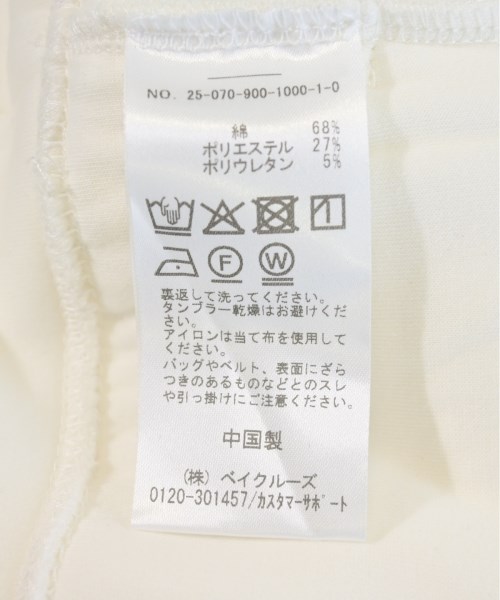 NO. 25-070-900-1000-1-0
綿 68%
ポリエステル 27%
ポリウレタン 5%
F W
裏返して洗ってください。
タンブラー乾燥はお避けくだ
さい。
アイロンは当て布を使用して
ください。
バッグやベルト、表面にざら
つきのあるものなどとのスレ
や引っ掛けにご注意ください。
中国製
(株) ベイクルーズ
0120-301457/カスタマーサポート